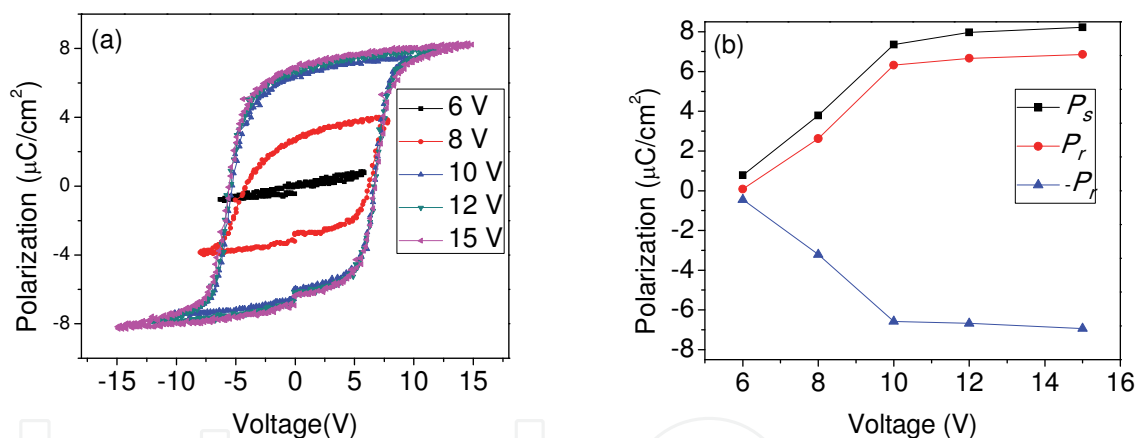 (a)
8
4
0
-4
-8
Polarization (μC/cm²)
-15 -10 -5 0 5 10 15
Voltage(V)
6 V
8 V
10 V
12 V
15 V
(b)
8
6
4
2
0
-2
-4
-6
-8
Polarization (μC/cm²)
6 8 10 12 14 16
Voltage (V)
Ps
Pr
-Pr